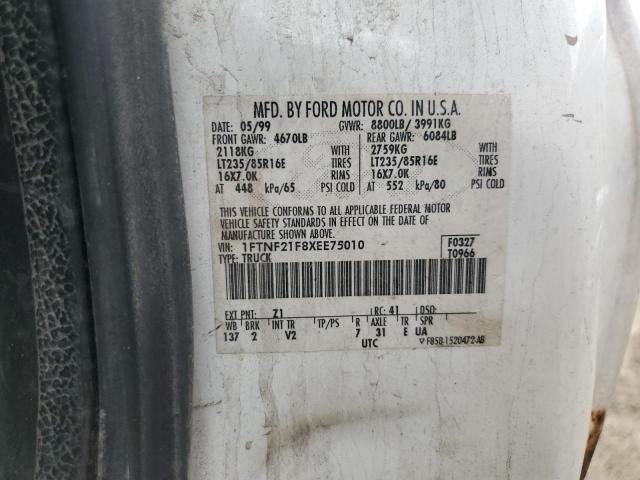 MFD. BY FORD MOTOR CO. IN U.S.A.
DATE: 05/99 GVWR: 8800LB/ 3991KG
FRONT GAWR: 4670LB REAR GAWR: 6084LB
2118KG WITH 2759KG WITH
LT235/85R16E TIRES LT235/85R16E TIRES
16X7.0K RIMS 16X7.0K RIMS
AT 448 kPa/65 PSI COLD AT 552 kPa/80 PSI COLD
THIS VEHICLE CONFORMS TO ALL APPLICABLE FEDERAL MOTOR
VEHICLE SAFETY STANDARDS IN EFFECT ON THE DATE OF
MANUFACTURE SHOWN ABOVE.
VIN: 1FTNF21F8XEE75010 F0327
TYPE: TRUCK T0966
EXT PNT: Z1 RC: 41 DSO:
WB BRK INT TR TP/PS R AXLE TR SPR
137 2 V2 7 31 E UA
UTC F85B-1520472-AB